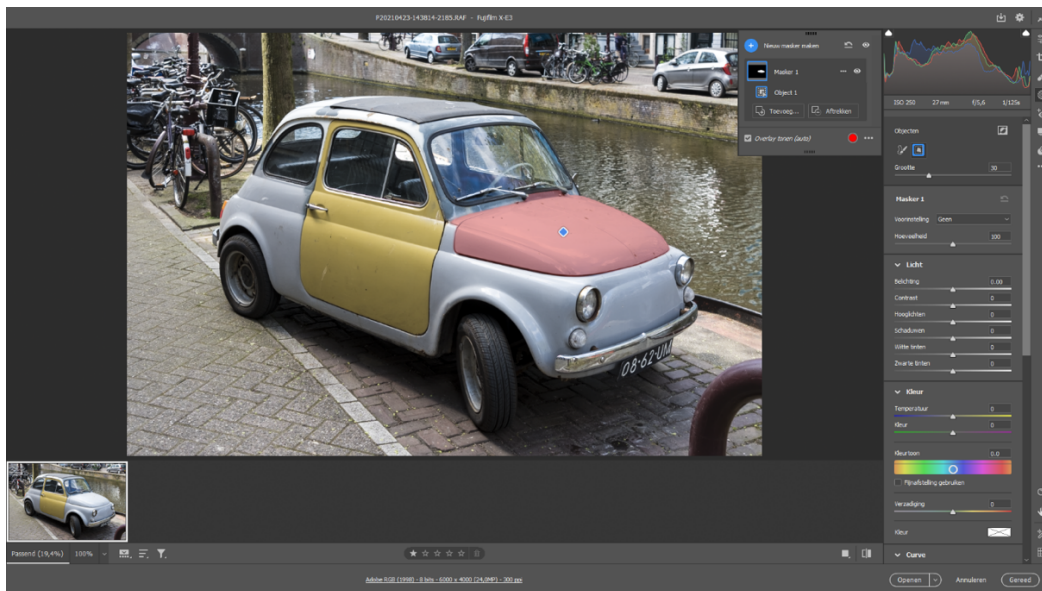 P20210423-143814-2185.RAF - Fujifilm X-E3
Nieuw masker maken
Masker 1
Object 1
Toevoeg...
Aftrekken
Overlay tonen (auto)
08-62-UM
ISO 250 27 mm f/5,6 1/125s
Objecten
Grootte 30
Masker 1
Voorinstelling Geen
Hoeveelheid 100
Licht
Belichting 0.00
Contrast 0
Hooglichten 0
Schaduwen 0
Witte tinten 0
Zwarte tinten 0
Kleur
Temperatuur 0
Kleur 0
Kleurtoon 0.0
Fijnafstelling gebruiken
Verzadiging 0
Kleur
Curve
Passend (19,4%) 100%
Adobe RGB (1998) - 8 bits - 6000 x 4000 (24,0MP) - 300 ppi
Openen
Annuleren
Gereed